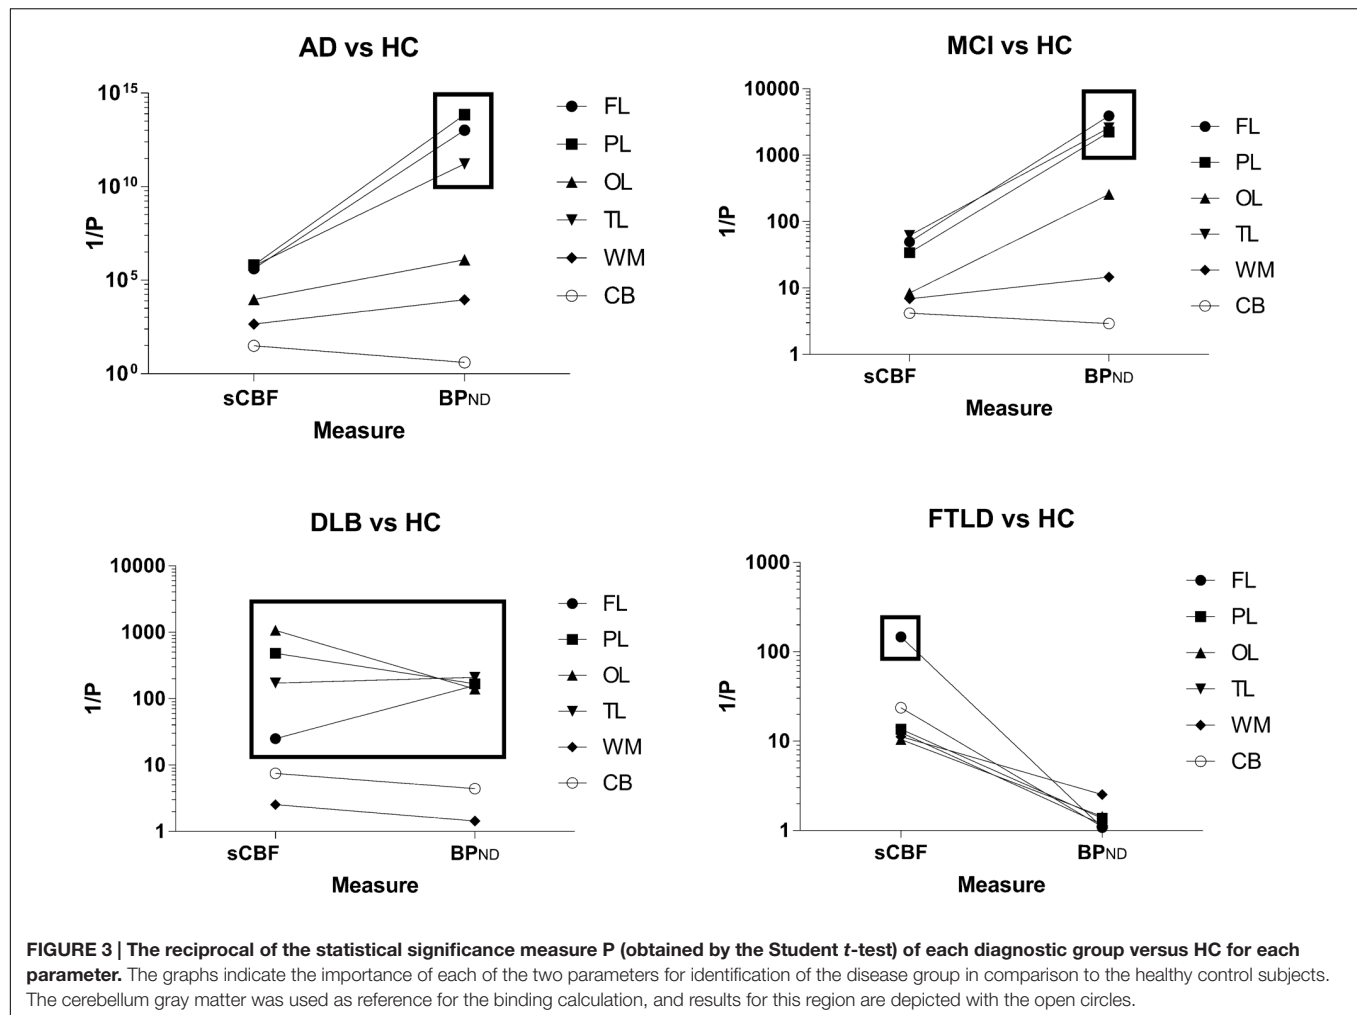 AD vs HC
10^15
10^10
10^5
10^0
1/P
sCBF
BPND
Measure
FL
PL
OL
TL
WM
CB
MCI vs HC
10000
1000
100
10
1
1/P
sCBF
BPND
Measure
FL
PL
OL
TL
WM
CB
DLB vs HC
10000
1000
100
10
1
1/P
sCBF
BPND
Measure
FL
PL
OL
TL
WM
CB
FTLD vs HC
1000
100
10
1
1/P
sCBF
BPND
Measure
FL
PL
OL
TL
WM
CB
FIGURE 3 | The reciprocal of the statistical significance measure P (obtained by the Student t-test) of each diagnostic group versus HC for each
parameter. The graphs indicate the importance of each of the two parameters for identification of the disease group in comparison to the healthy control subjects.
The cerebellum gray matter was used as reference for the binding calculation, and results for this region are depicted with the open circles.